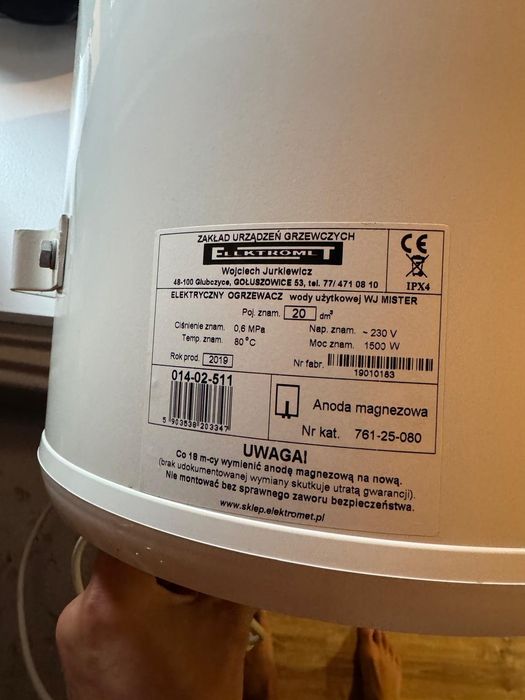 ZAKŁAD URZĄDZEŃ GRZEWCZYCH
ELEKTROMET
Wojciech Jurkiewicz
48-100 Głubczyce, GOŁUSZOWICE 53, tel. 77/ 471 08 10
CE
IPX4
ELEKTRYCZNY OGRZEWACZ wody użytkowej WJ MISTER
Poj. znam. 20 dm³
Ciśnienie znam. 0,6 MPa Nap. znam. ~ 230 V
Temp. znam. 80°C Moc znam. 1500 W
Rok prod. 2019 Nr fabr.
19010163
014-02-511
5 903538 203347
Anoda magnezowa
Nr kat. 761-25-080
UWAGA!
Co 18 m-cy wymienić anodę magnezową na nową.
(brak udokumentowanej wymiany skutkuje utratą gwarancji).
Nie montować bez sprawnego zaworu bezpieczeństwa.
www.sklep.elektromet.pl